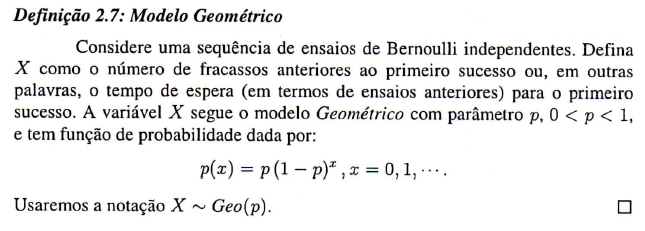 Definição 2.7: Modelo Geométrico
Considere uma sequência de ensaios de Bernoulli independentes. Defina
X como o número de fracassos anteriores ao primeiro sucesso ou, em outras
palavras, o tempo de espera (em termos de ensaios anteriores) para o primeiro
sucesso. A variável X segue o modelo Geométrico com parâmetro p, 0 < p < 1,
e tem função de probabilidade dada por:
p(x) = p (1 − p)^x , x = 0, 1, ⋯ .
Usaremos a notação X ∼ Geo(p). □